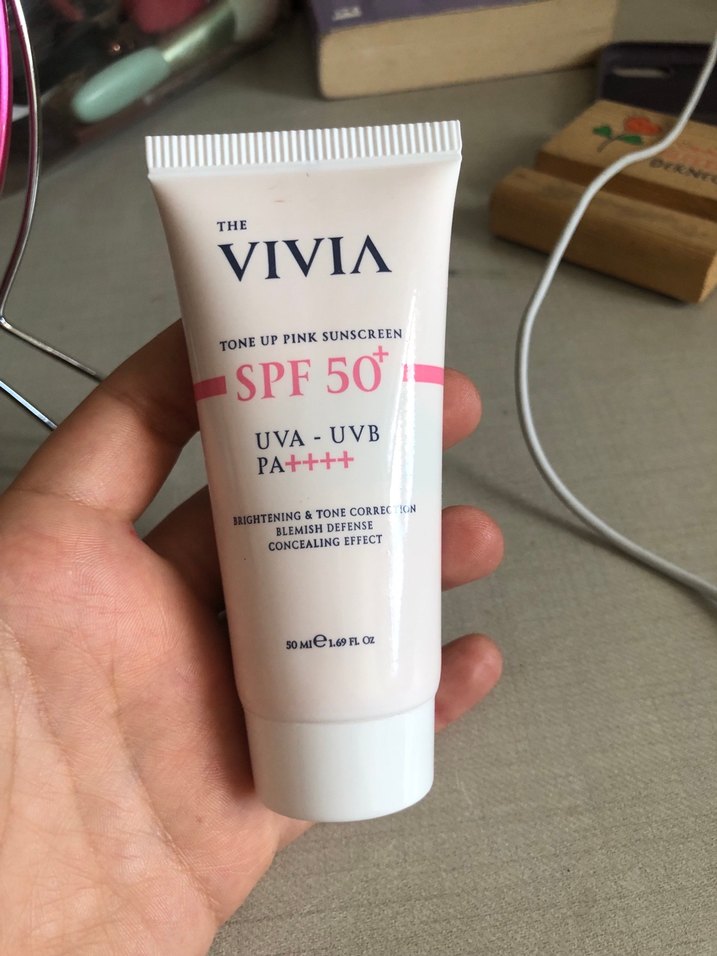 THE
VIVIA
TONE UP PINK SUNSCREEN
SPF 50+
UVA - UVB
PA++++
BRIGHTENING & TONE CORRECTION
BLEMISH DEFENSE
CONCEALING EFFECT
50 Ml e 1.69 FL. OZ